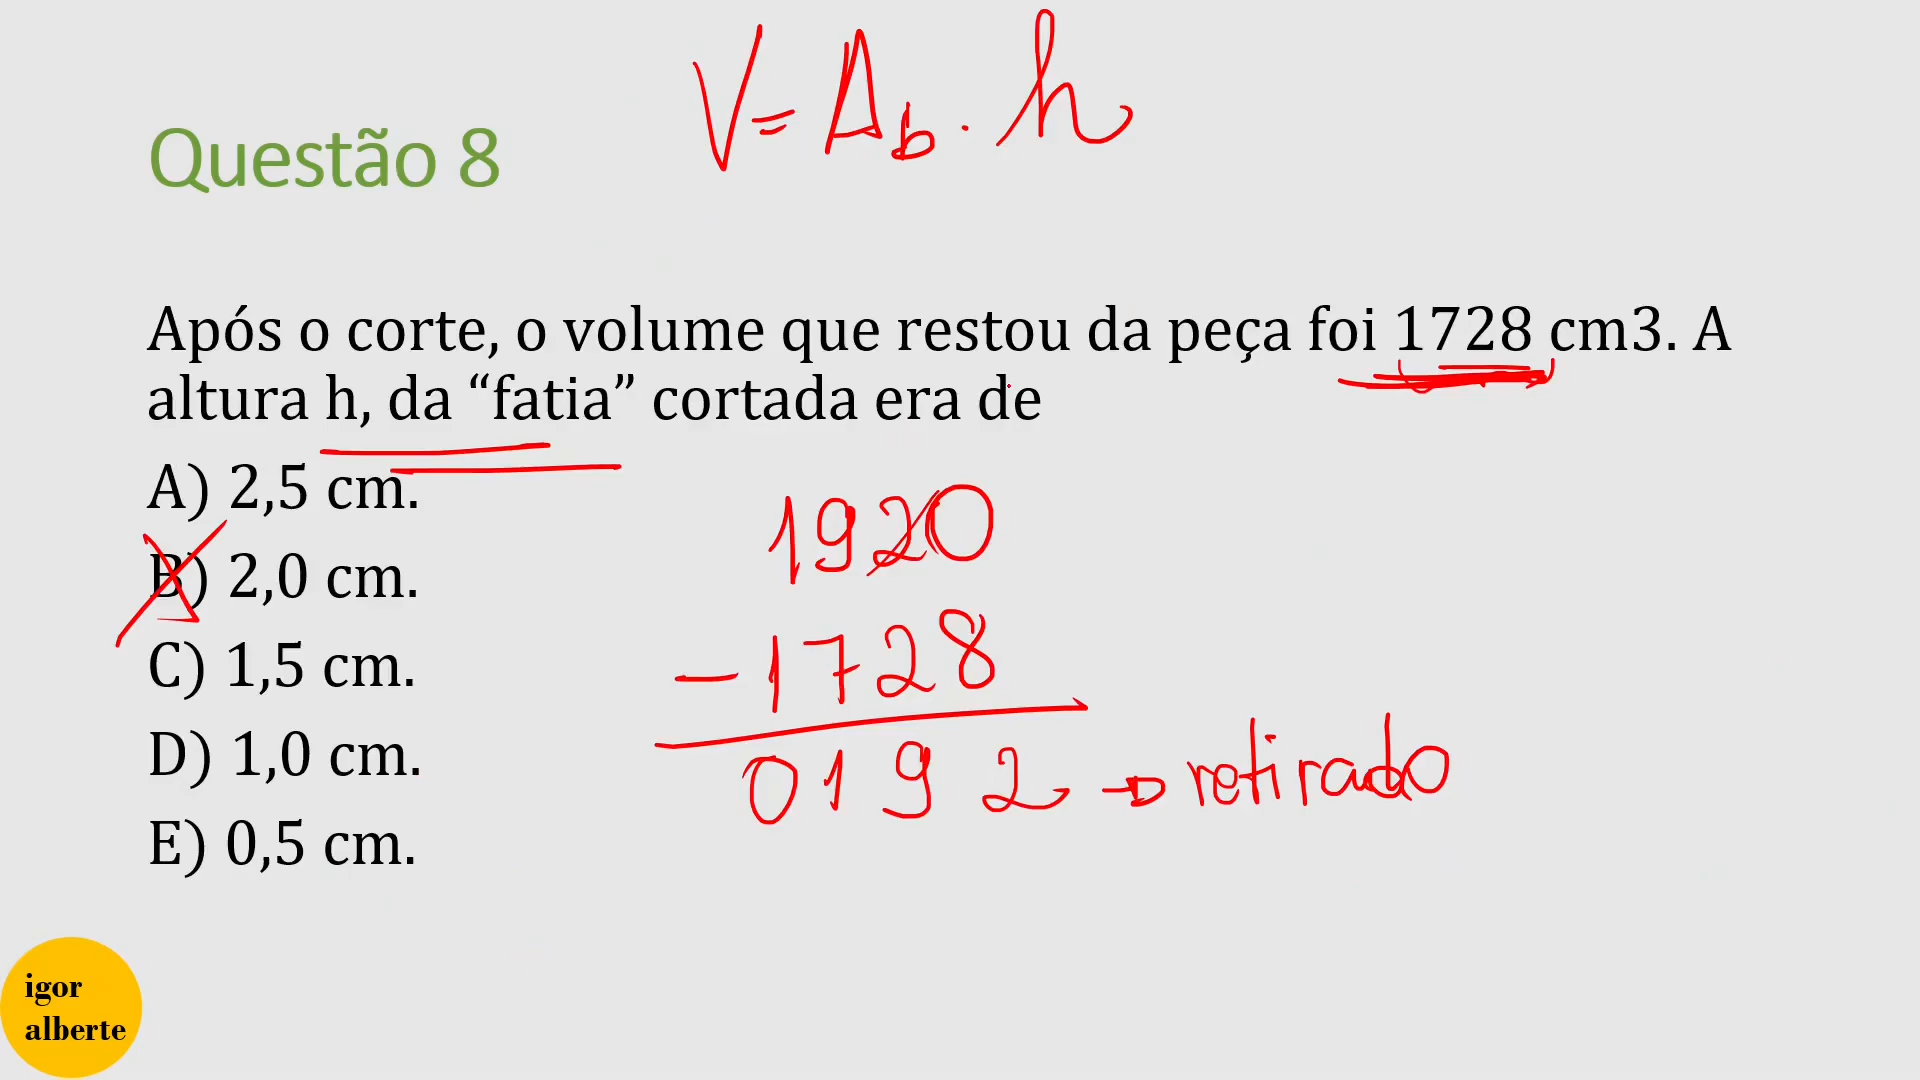 V = Ab . h
Questão 8
Após o corte, o volume que restou da peça foi 1728 cm3. A
altura h, da “fatia” cortada era de
A) 2,5 cm.
B) 2,0 cm.
C) 1,5 cm.
D) 1,0 cm.
E) 0,5 cm.
1920
-1728
0192 → retirado
igor
alberte